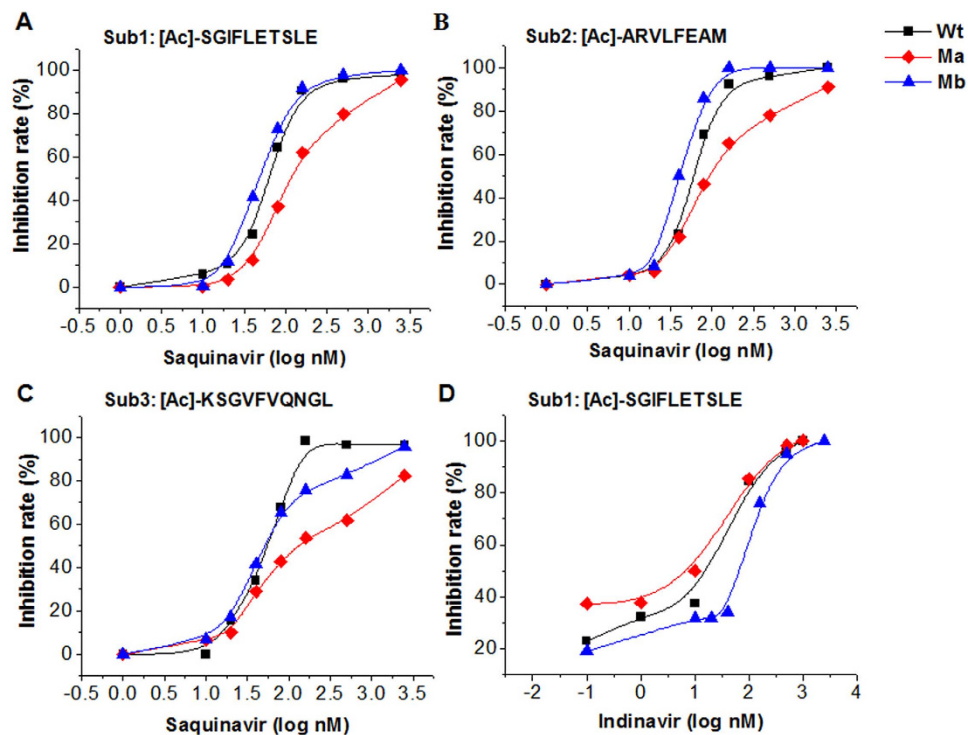 A
Sub1: [Ac]-SGIFLETSLE
Inhibition rate (%)
100
80
60
40
20
0
-0.5 0.0 0.5 1.0 1.5 2.0 2.5 3.0 3.5
Saquinavir (log nM)
B
Sub2: [Ac]-ARVLFEAM
Inhibition rate (%)
100
80
60
40
20
0
-0.5 0.0 0.5 1.0 1.5 2.0 2.5 3.0 3.5
Saquinavir (log nM)
Wt
Ma
Mb
C
Sub3: [Ac]-KSGVFVQNGL
Inhibition rate (%)
100
80
60
40
20
0
-0.5 0.0 0.5 1.0 1.5 2.0 2.5 3.0 3.5
Saquinavir (log nM)
D
Sub1: [Ac]-SGIFLETSLE
Inhibition rate (%)
100
80
60
40
20
-2 -1 0 1 2 3 4
Indinavir (log nM)